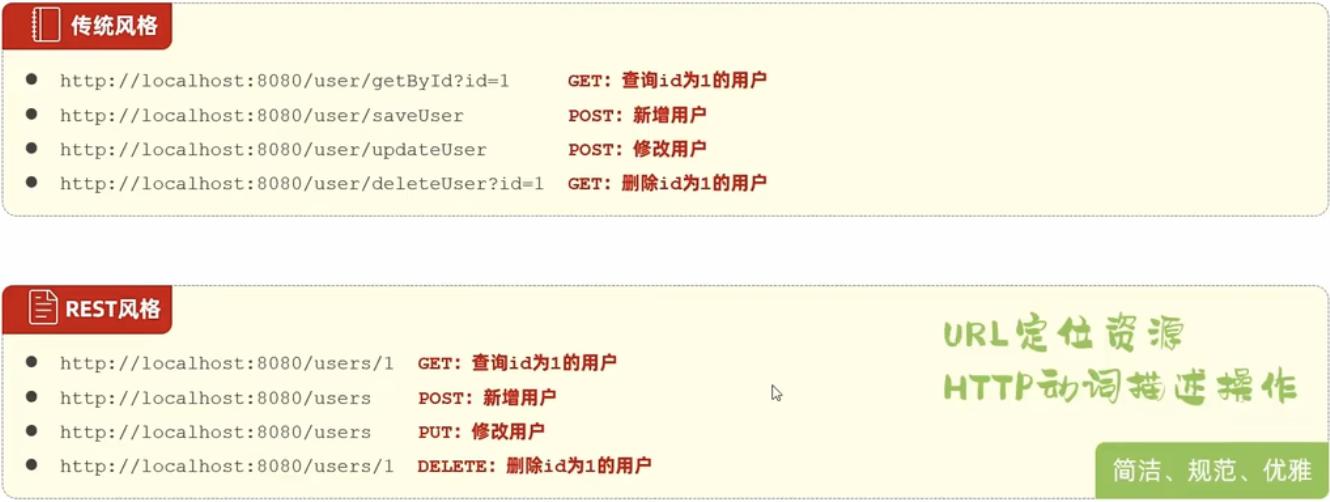 传统风格
http://localhost:8080/user/getById?id=1 GET：查询id为1的用户
http://localhost:8080/user/saveUser POST：新增用户
http://localhost:8080/user/updateUser POST：修改用户
http://localhost:8080/user/deleteUser?id=1 GET：删除id为1的用户
REST风格
http://localhost:8080/users/1 GET：查询id为1的用户
http://localhost:8080/users POST：新增用户
http://localhost:8080/users PUT：修改用户
http://localhost:8080/users/1 DELETE：删除id为1的用户
URL定位资源
HTTP动词描述操作
简洁、规范、优雅